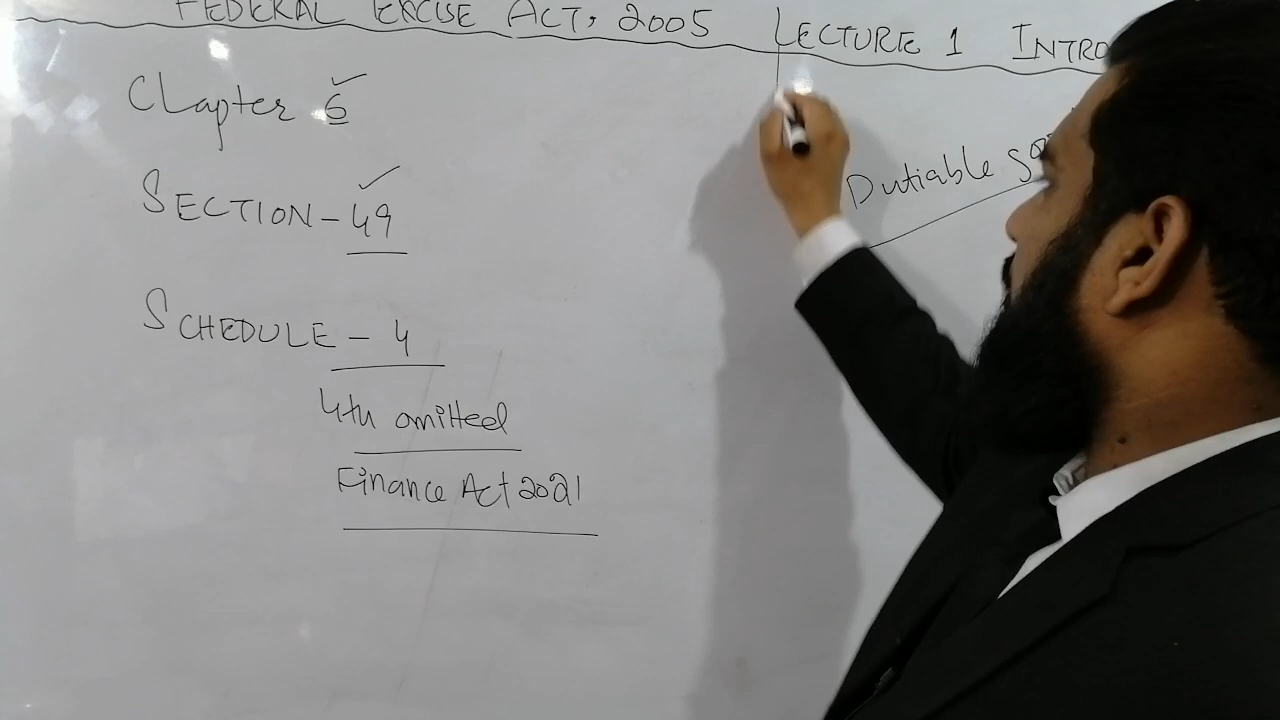 FEDERAL EXCISE ACT, 2005 LECTURE 1 INTRO
Chapter 6
SECTION - 49
SCHEDULE - 4
4th omitted
Finance Act 2021
Dutiable